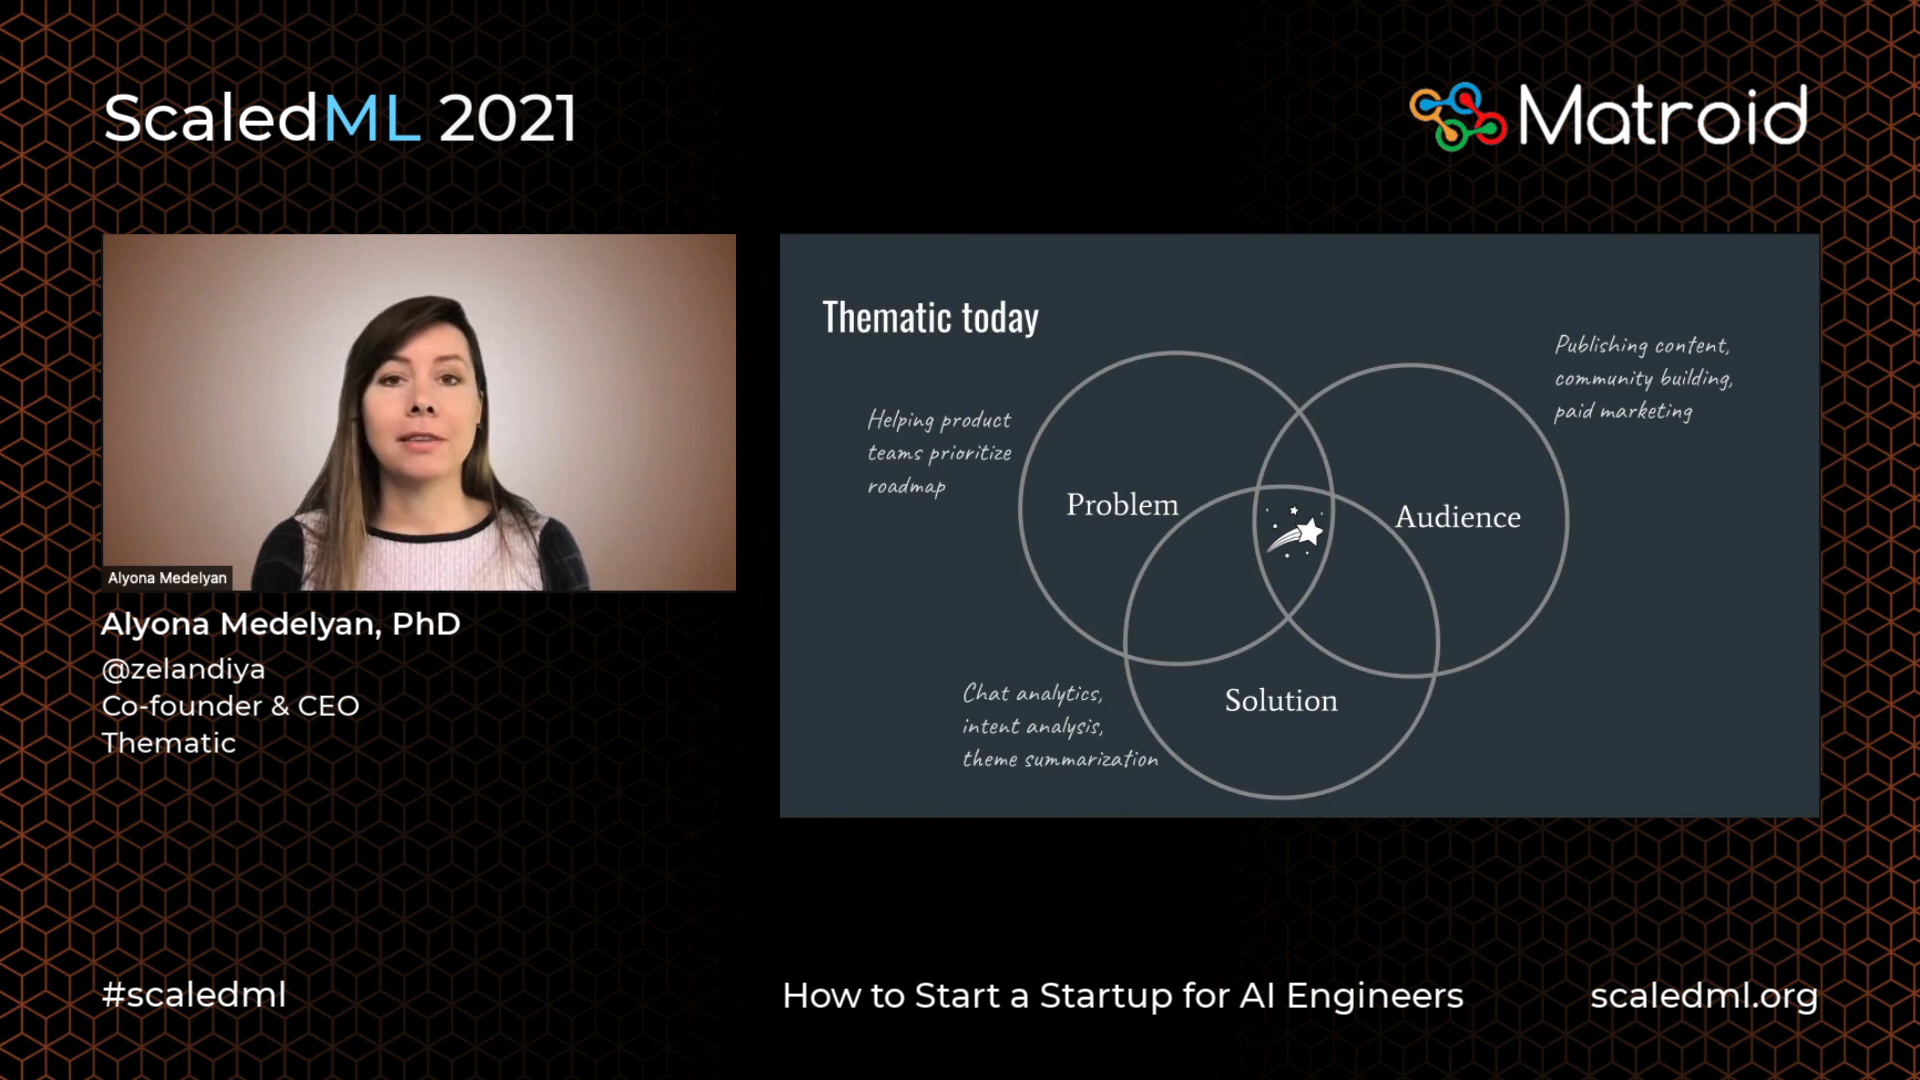 ScaledML 2021
Matroid
Alyona Medelyan
Alyona Medelyan, PhD
@zelandiya
Co-founder & CEO
Thematic
Thematic today
Helping product
teams prioritize
roadmap
Publishing content,
community building,
paid marketing
Problem
Audience
Solution
Chat analytics,
intent analysis,
theme summarization
#scaledml
How to Start a Startup for AI Engineers
scaledml.org